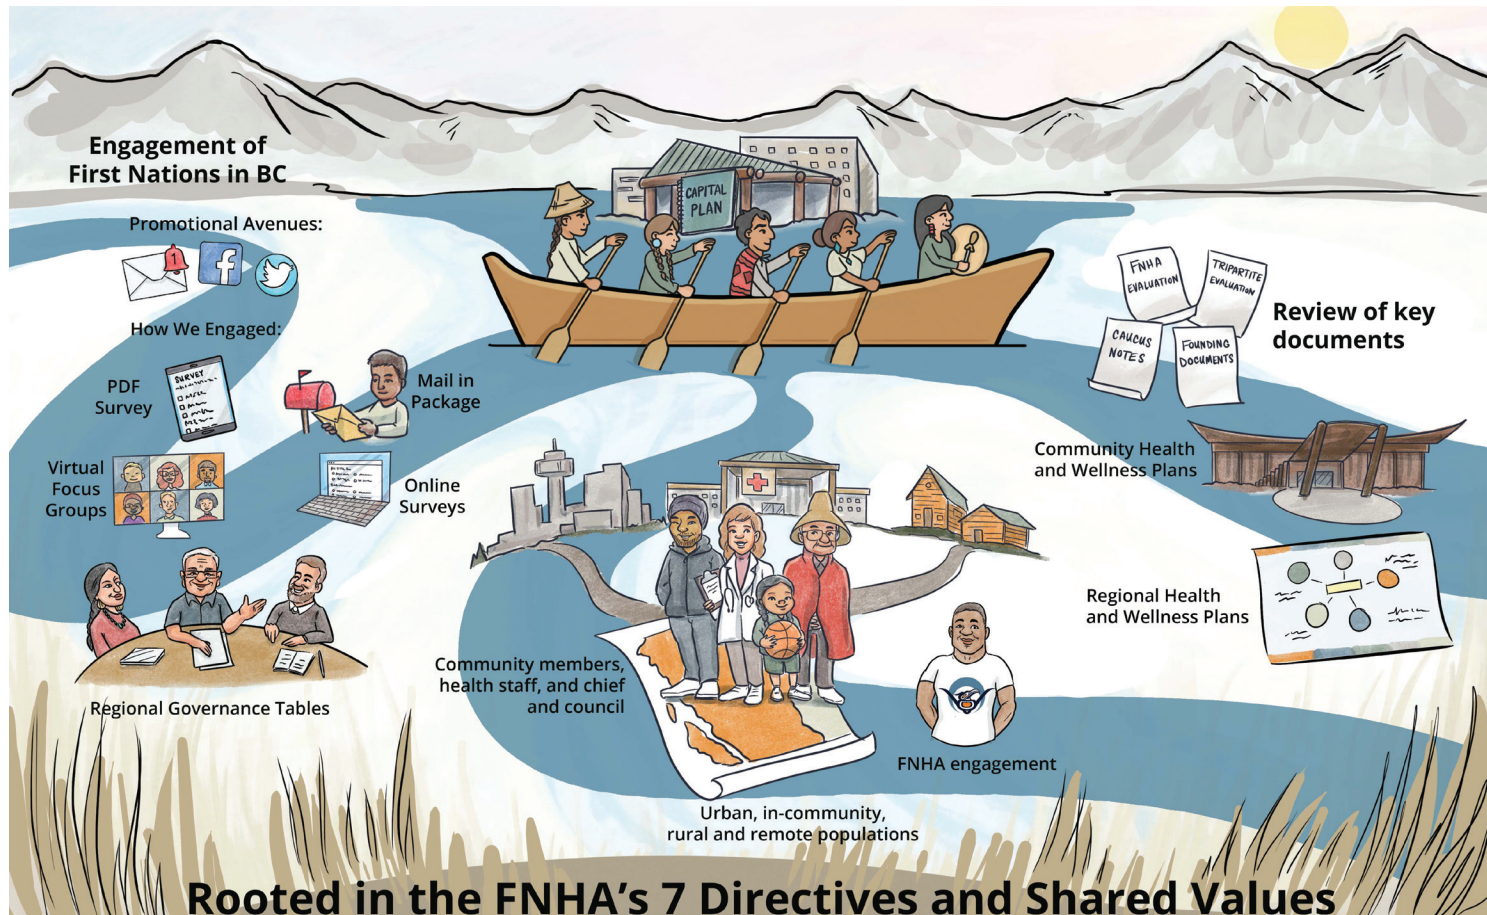 Engagement of
First Nations in BC
Promotional Avenues:
1
f
How We Engaged:
PDF
Survey
SURVEY
Mail in
Package
Virtual
Focus
Groups
Online
Surveys
Regional Governance Tables
CAPITAL
PLAN
FNHA
EVALUATION
TRIPARTITE
EVALUATION
CAUCUS
NOTES
FOUNDING
DOCUMENTS
Review of key
documents
Community Health
and Wellness Plans
Regional Health
and Wellness Plans
Community members,
health staff, and chief
and council
FNHA engagement
Urban, in-community,
rural and remote populations
Rooted in the FNHA's 7 Directives and Shared Values